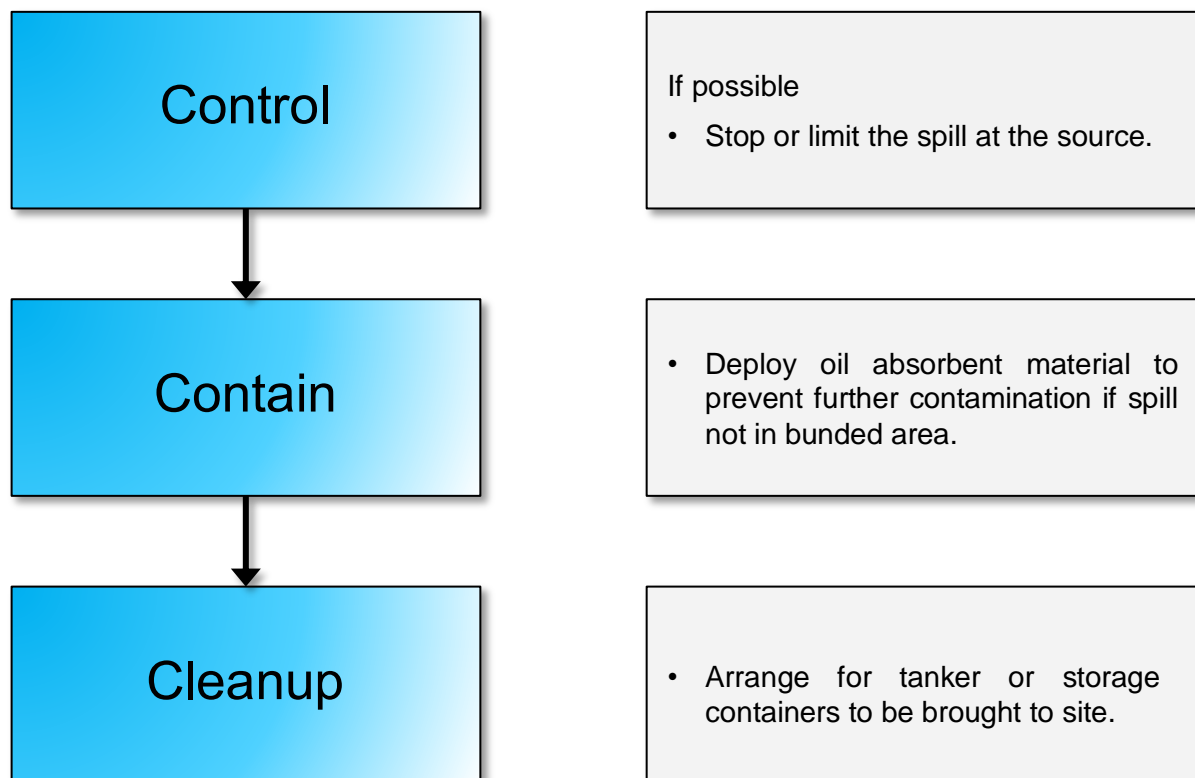 Control
If possible
• Stop or limit the spill at the source.
Contain
• Deploy oil absorbent material to
prevent further contamination if spill
not in bunded area.
Cleanup
• Arrange for tanker or storage
containers to be brought to site.